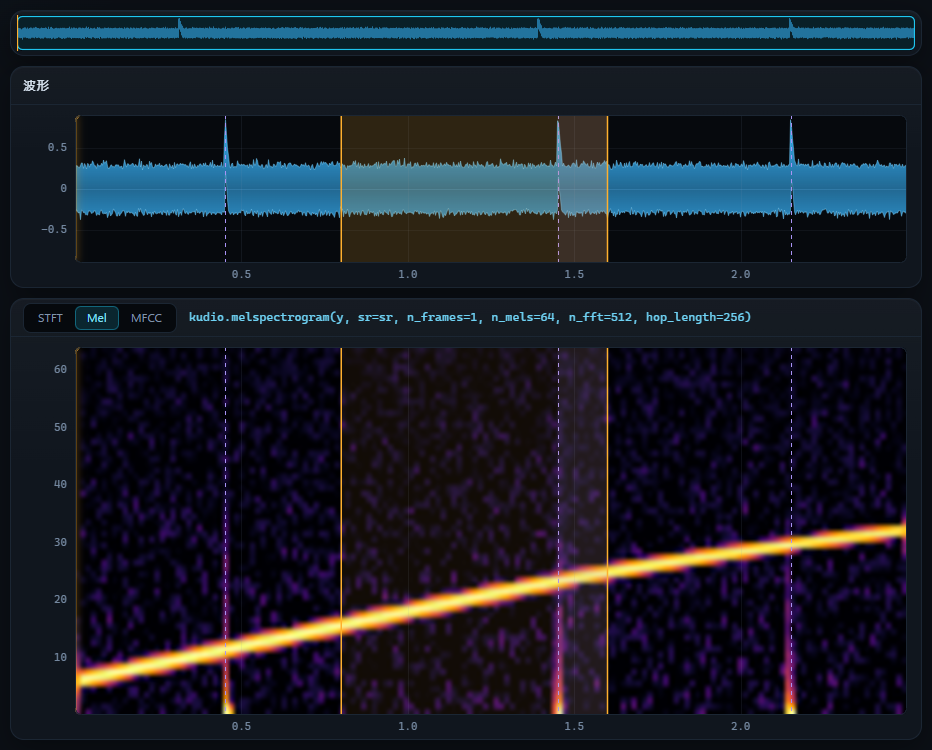 波形
0.5
0
−0.5
0.5 1.0 1.5 2.0
STFT Mel MFCC kudio.melspectrogram(y, sr=sr, n_frames=1, n_mels=64, n_fft=512, hop_length=256)
60
50
40
30
20
10
0.5 1.0 1.5 2.0